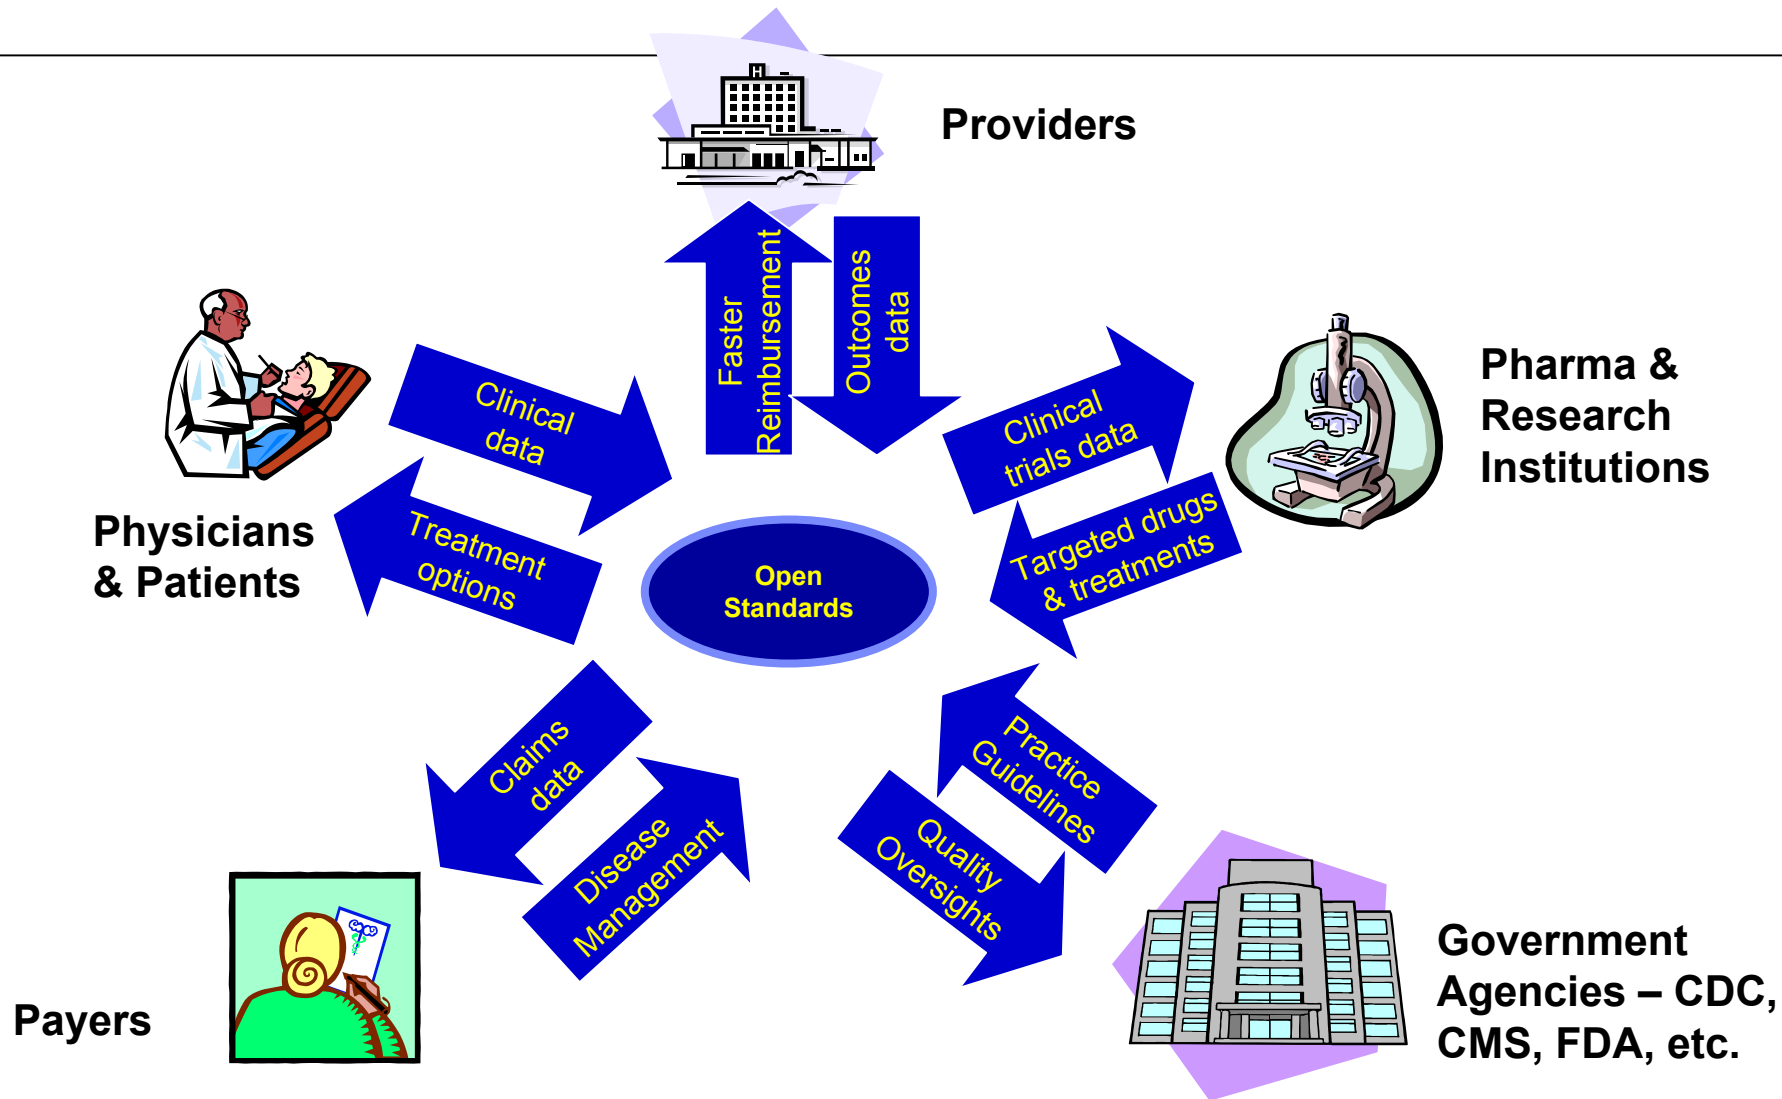 H
Providers
Faster
Reimbursement
Outcomes
data
Clinical
data
Treatment
options
Physicians
& Patients
Clinical
trials data
Targeted drugs
& treatments
Pharma &
Research
Institutions
Open
Standards
Claims
data
Disease
Management
Payers
Practice
Guidelines
Quality
Oversights
Government
Agencies – CDC,
CMS, FDA, etc.